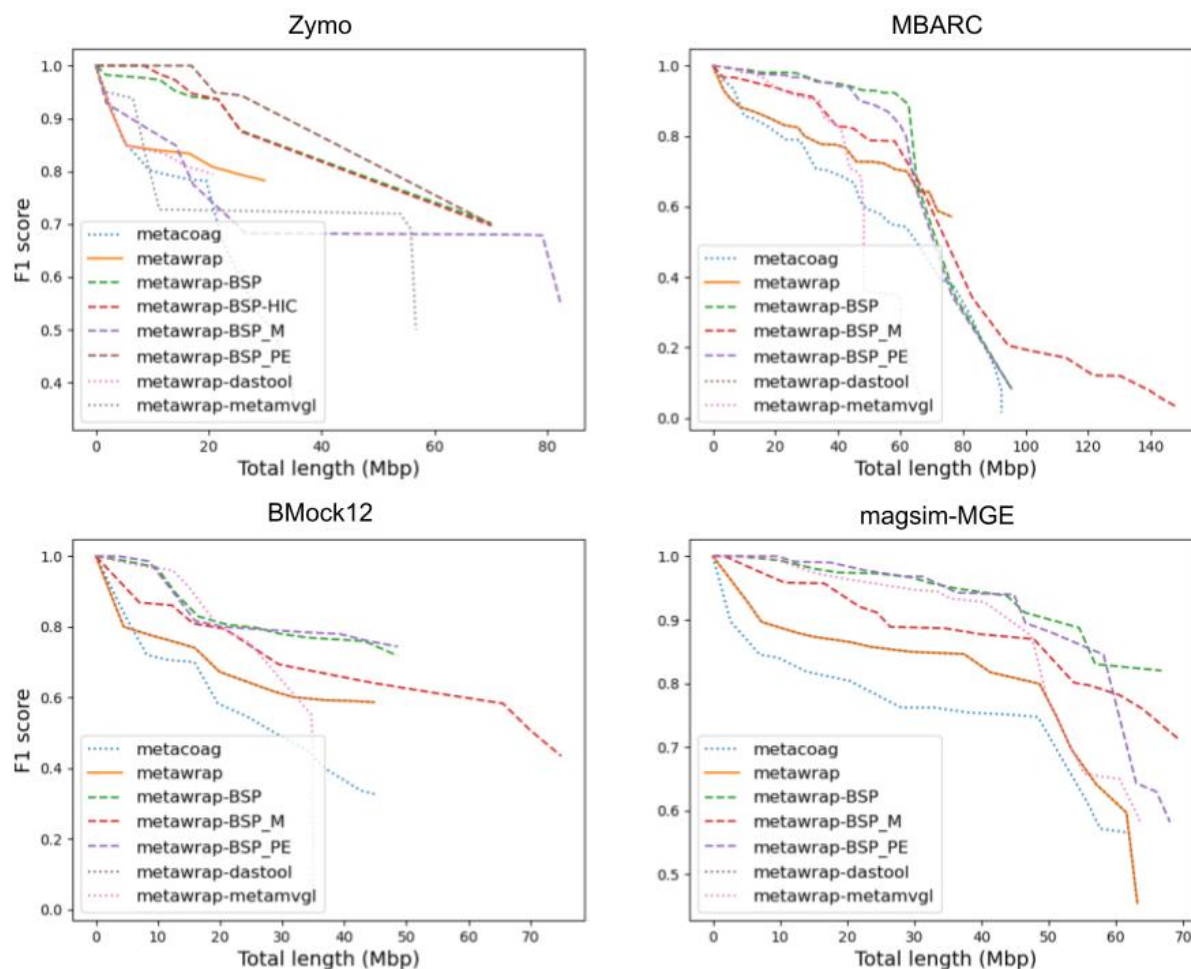 Zymo
F1 score
1.0
0.9
0.8
0.7
0.6
0.5
0.4
metacoag
metawrap
metawrap-BSP
metawrap-BSP-HIC
metawrap-BSP_M
metawrap-BSP_PE
metawrap-dastool
metawrap-metamvgl
0 20 40 60 80
Total length (Mbp)
MBARC
1.0
0.8
0.6
0.4
0.2
0.0
metacoag
metawrap
metawrap-BSP
metawrap-BSP_M
metawrap-BSP_PE
metawrap-dastool
metawrap-metamvgl
0 20 40 60 80 100 120 140
Total length (Mbp)
BMock12
F1 score
1.0
0.8
0.6
0.4
0.2
0.0
metacoag
metawrap
metawrap-BSP
metawrap-BSP_M
metawrap-BSP_PE
metawrap-dastool
metawrap-metamvgl
0 10 20 30 40 50 60 70
Total length (Mbp)
magsim-MGE
1.0
0.9
0.8
0.7
0.6
0.5
metacoag
metawrap
metawrap-BSP
metawrap-BSP_M
metawrap-BSP_PE
metawrap-dastool
metawrap-metamvgl
0 10 20 30 40 50 60 70
Total length (Mbp)